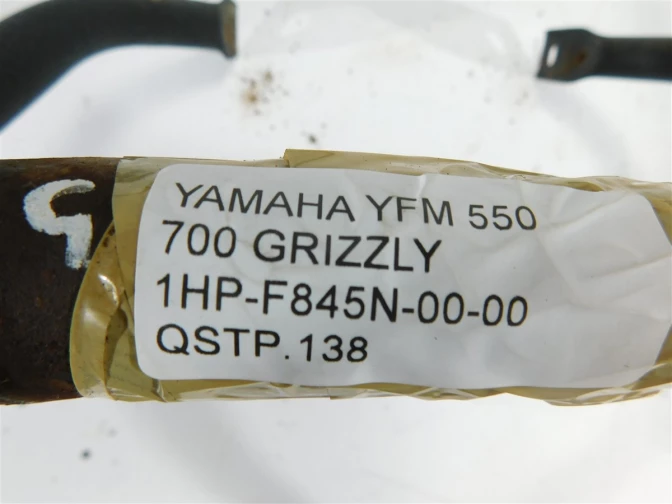 YAMAHA YFM 550
700 GRIZZLY
1HP-F845N-00-00
QSTP.138